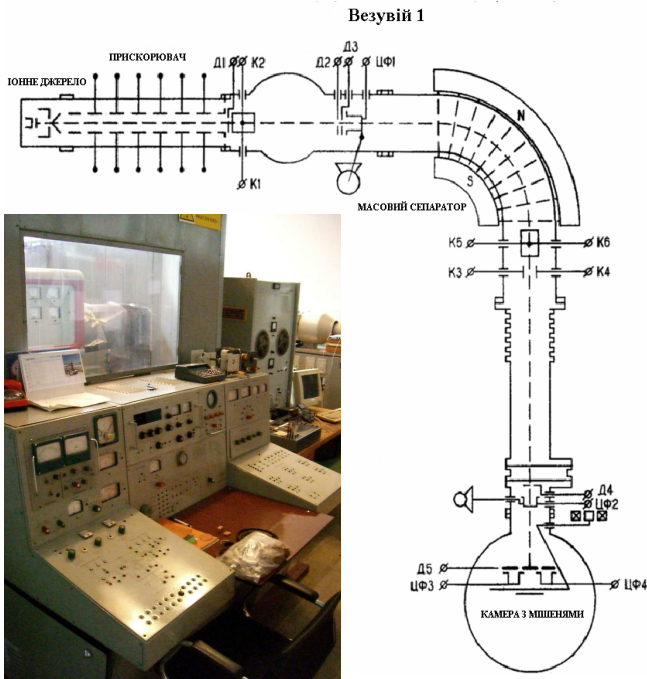 Везувій 1
ПРИСКОРЮВАЧ
ІОННЕ ДЖЕРЕЛО
Д1 К2
Д2 Д3 ЦФ1
К1
N
S
МАСОВИЙ СЕПАРАТОР
К5 К6
К3 К4
Д4
ЦФ2
Д5
ЦФ3 ЦФ4
КАМЕРА З МІШЕНЯМИ